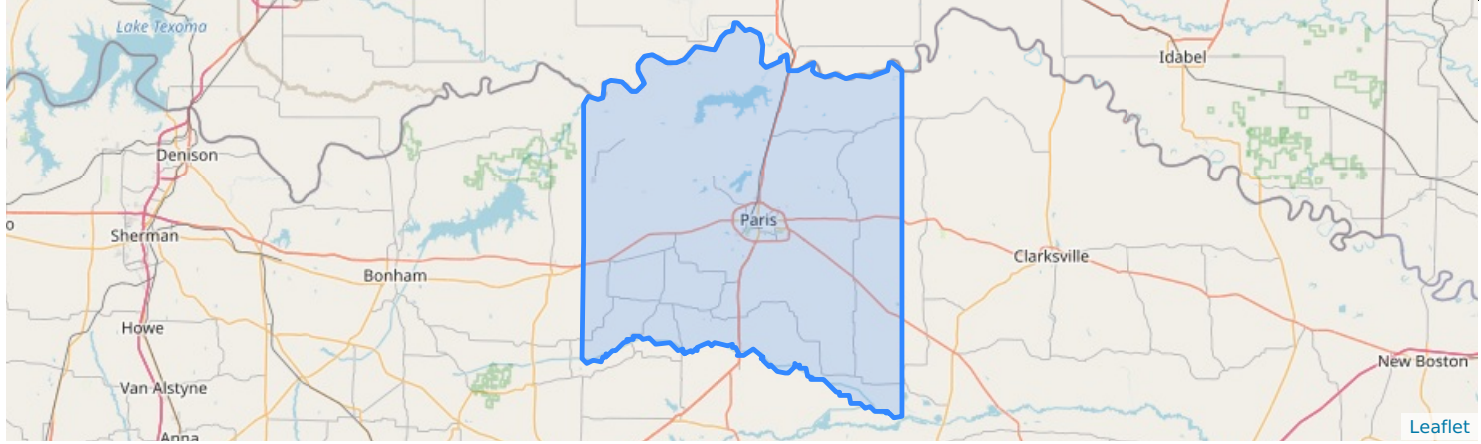 Lake Texoma
Idabel
Denison
Paris
o
Sherman
Clarksville
Bonham
Howe
New Boston
Van Alstyne
Anna
Leaflet